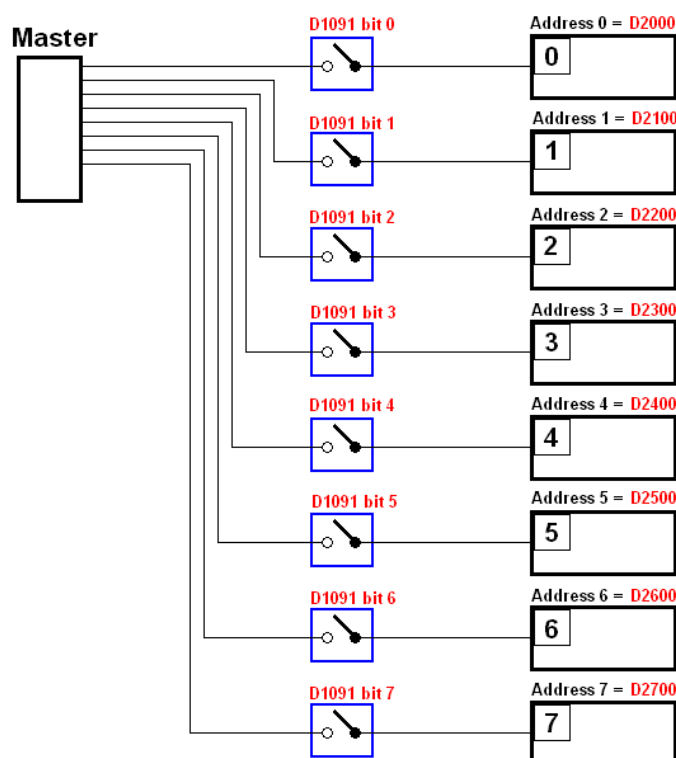 Master
D1091 bit 0
Address 0 = D2000
0
D1091 bit 1
Address 1 = D2100
1
D1091 bit 2
Address 2 = D2200
2
D1091 bit 3
Address 3 = D2300
3
D1091 bit 4
Address 4 = D2400
4
D1091 bit 5
Address 5 = D2500
5
D1091 bit 6
Address 6 = D2600
6
D1091 bit 7
Address 7 = D2700
7